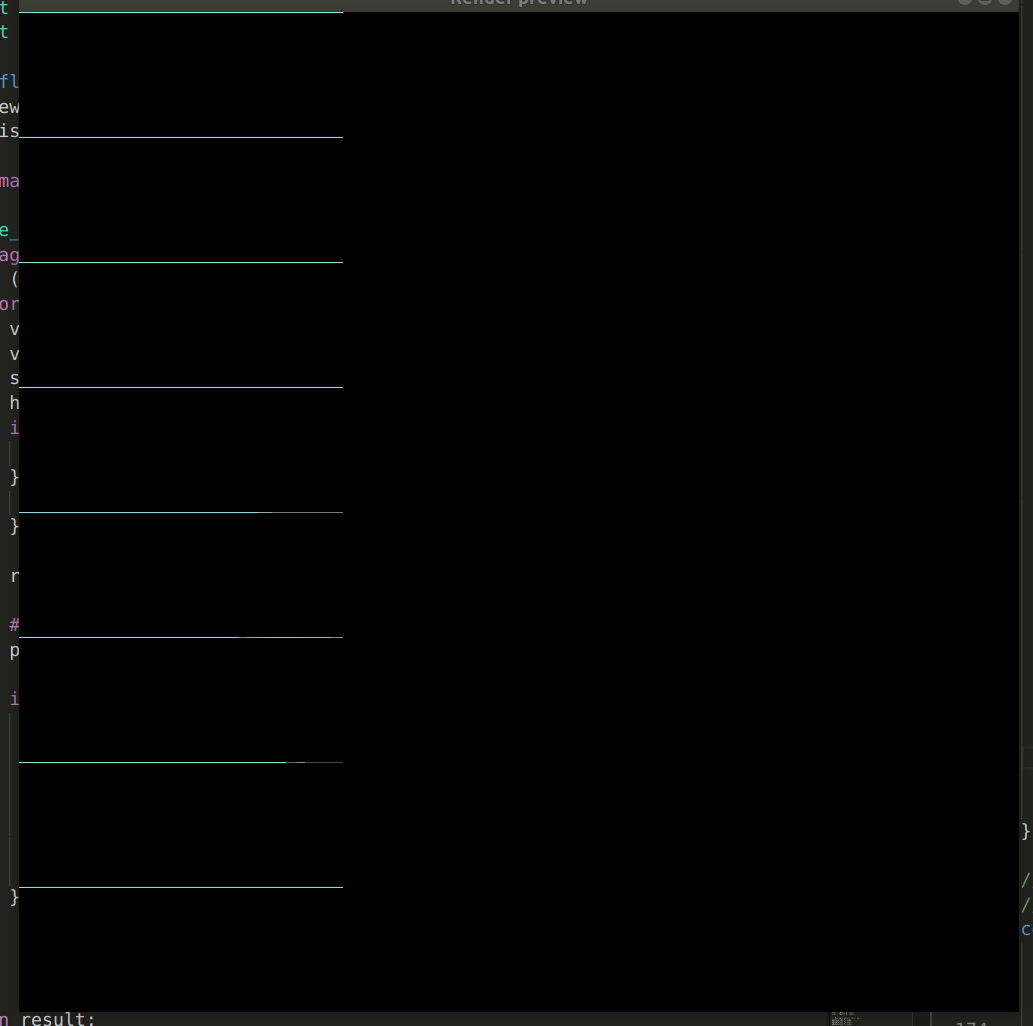 Render preview
t
t
fl
ew
is
ma
e_
ag
(
or
v
v
s
h
i
}
}
r
#
p
i
}
}
/
/
c
n result;
174